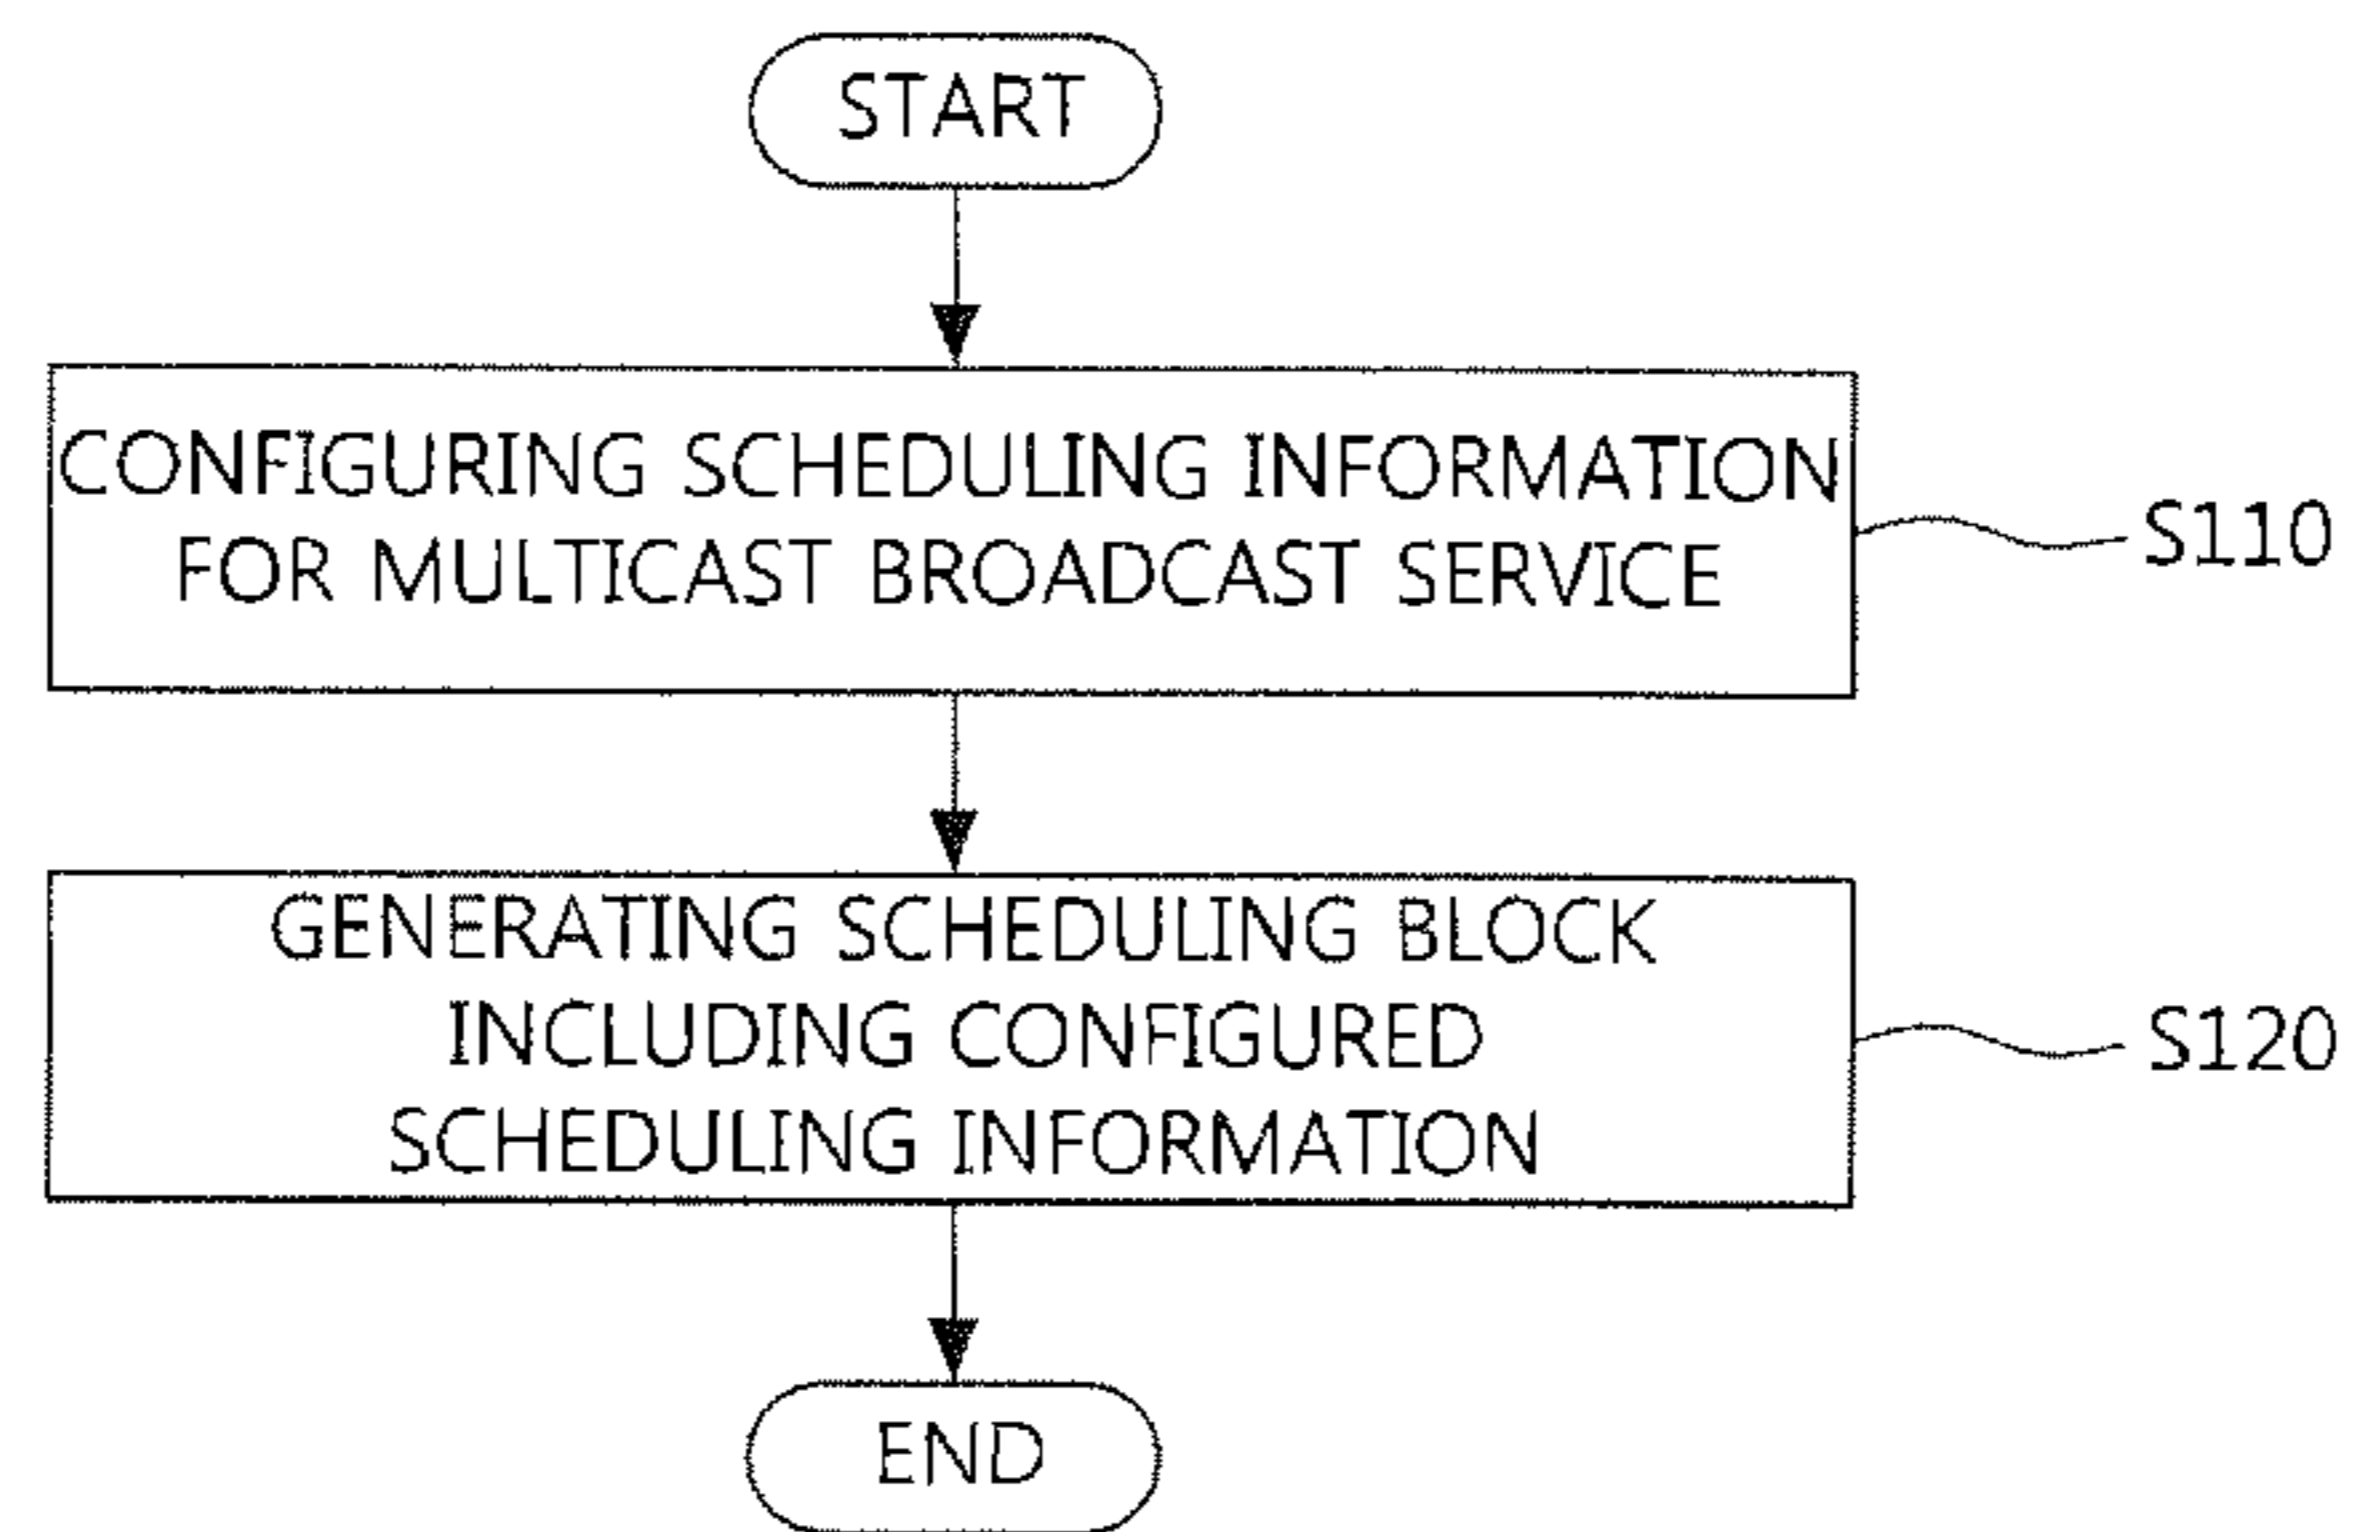 START
CONFIGURING SCHEDULING INFORMATION
FOR MULTICAST BROADCAST SERVICE
S110
GENERATING SCHEDULING BLOCK
INCLUDING CONFIGURED
SCHEDULING INFORMATION
S120
END